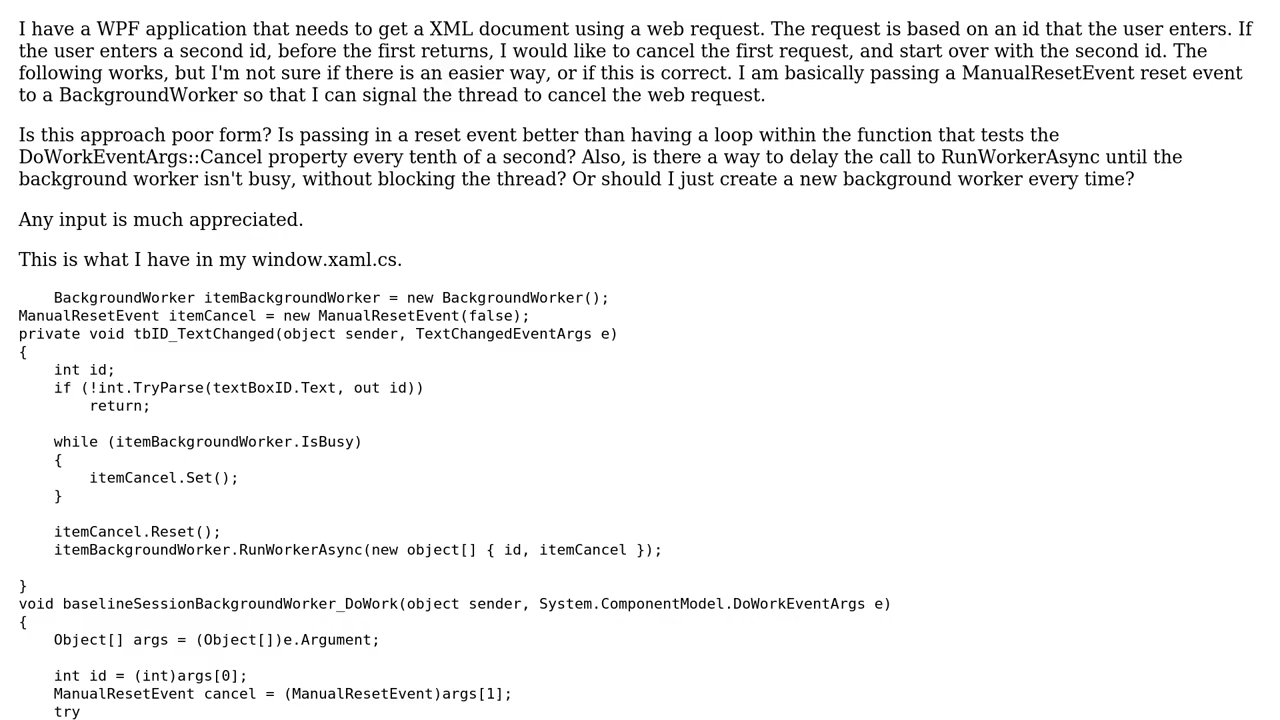 I have a WPF application that needs to get a XML document using a web request. The request is based on an id that the user enters. If
the user enters a second id, before the first returns, I would like to cancel the first request, and start over with the second id. The
following works, but I'm not sure if there is an easier way, or if this is correct. I am basically passing a ManualResetEvent reset event
to a BackgroundWorker so that I can signal the thread to cancel the web request.
Is this approach poor form? Is passing in a reset event better than having a loop within the function that tests the
DoWorkEventArgs::Cancel property every tenth of a second? Also, is there a way to delay the call to RunWorkerAsync until the
background worker isn't busy, without blocking the thread? Or should I just create a new background worker every time?
Any input is much appreciated.
This is what I have in my window.xaml.cs.
    BackgroundWorker itemBackgroundWorker = new BackgroundWorker();
ManualResetEvent itemCancel = new ManualResetEvent(false);
private void tbID_TextChanged(object sender, TextChangedEventArgs e)
{
    int id;
    if (!int.TryParse(textBoxID.Text, out id))
        return;
    while (itemBackgroundWorker.IsBusy)
    {
        itemCancel.Set();
    }
    itemCancel.Reset();
    itemBackgroundWorker.RunWorkerAsync(new object[] { id, itemCancel });
}
void baselineSessionBackgroundWorker_DoWork(object sender, System.ComponentModel.DoWorkEventArgs e)
{
    Object[] args = (Object[])e.Argument;
    int id = (int)args[0];
    ManualResetEvent cancel = (ManualResetEvent)args[1];
    try